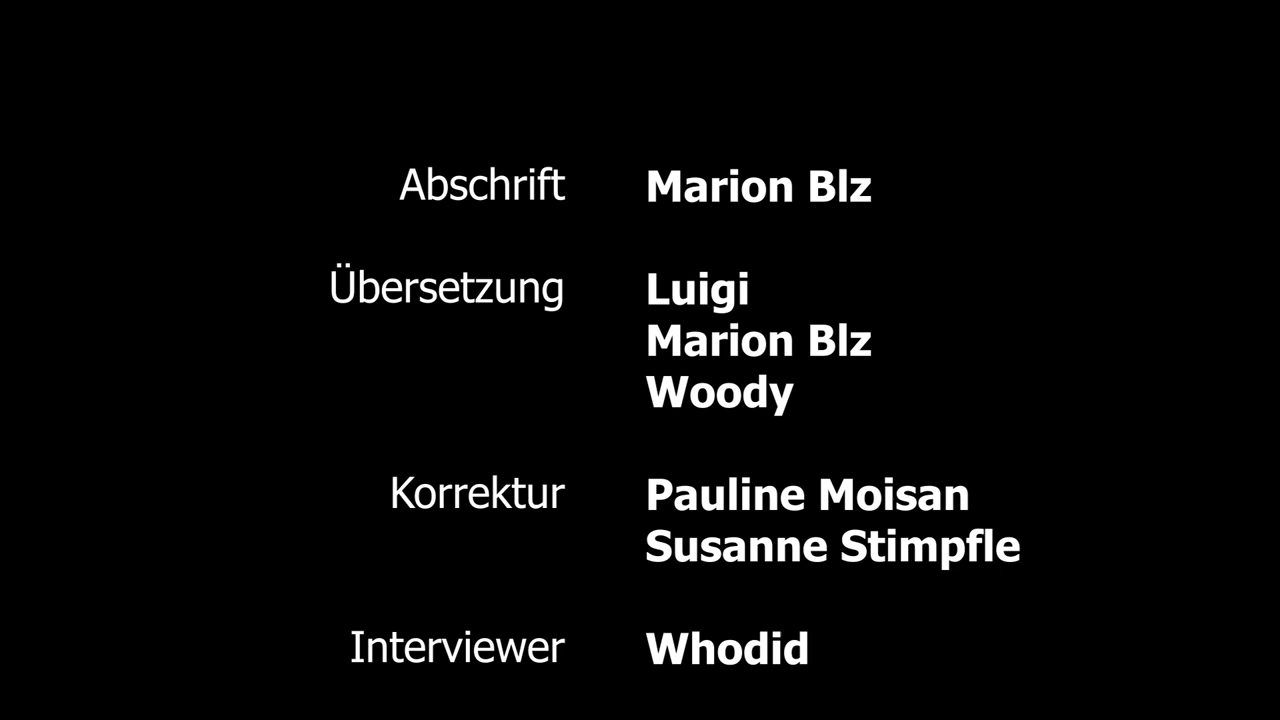 Abschrift Marion Blz
Übersetzung Luigi
Marion Blz
Woody
Korrektur Pauline Moisan
Susanne Stimpfle
Interviewer Whodid